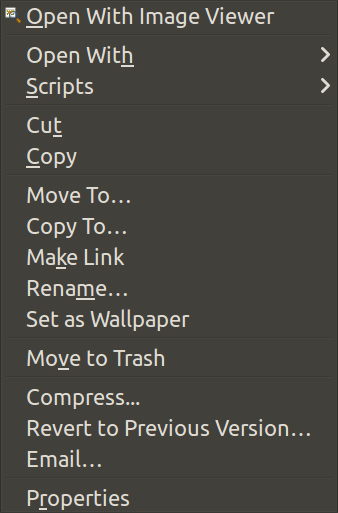 Open With Image Viewer
Open With
Scripts
Cut
Copy
Move To…
Copy To…
Make Link
Rename…
Set as Wallpaper
Move to Trash
Compress...
Revert to Previous Version…
Email…
Properties